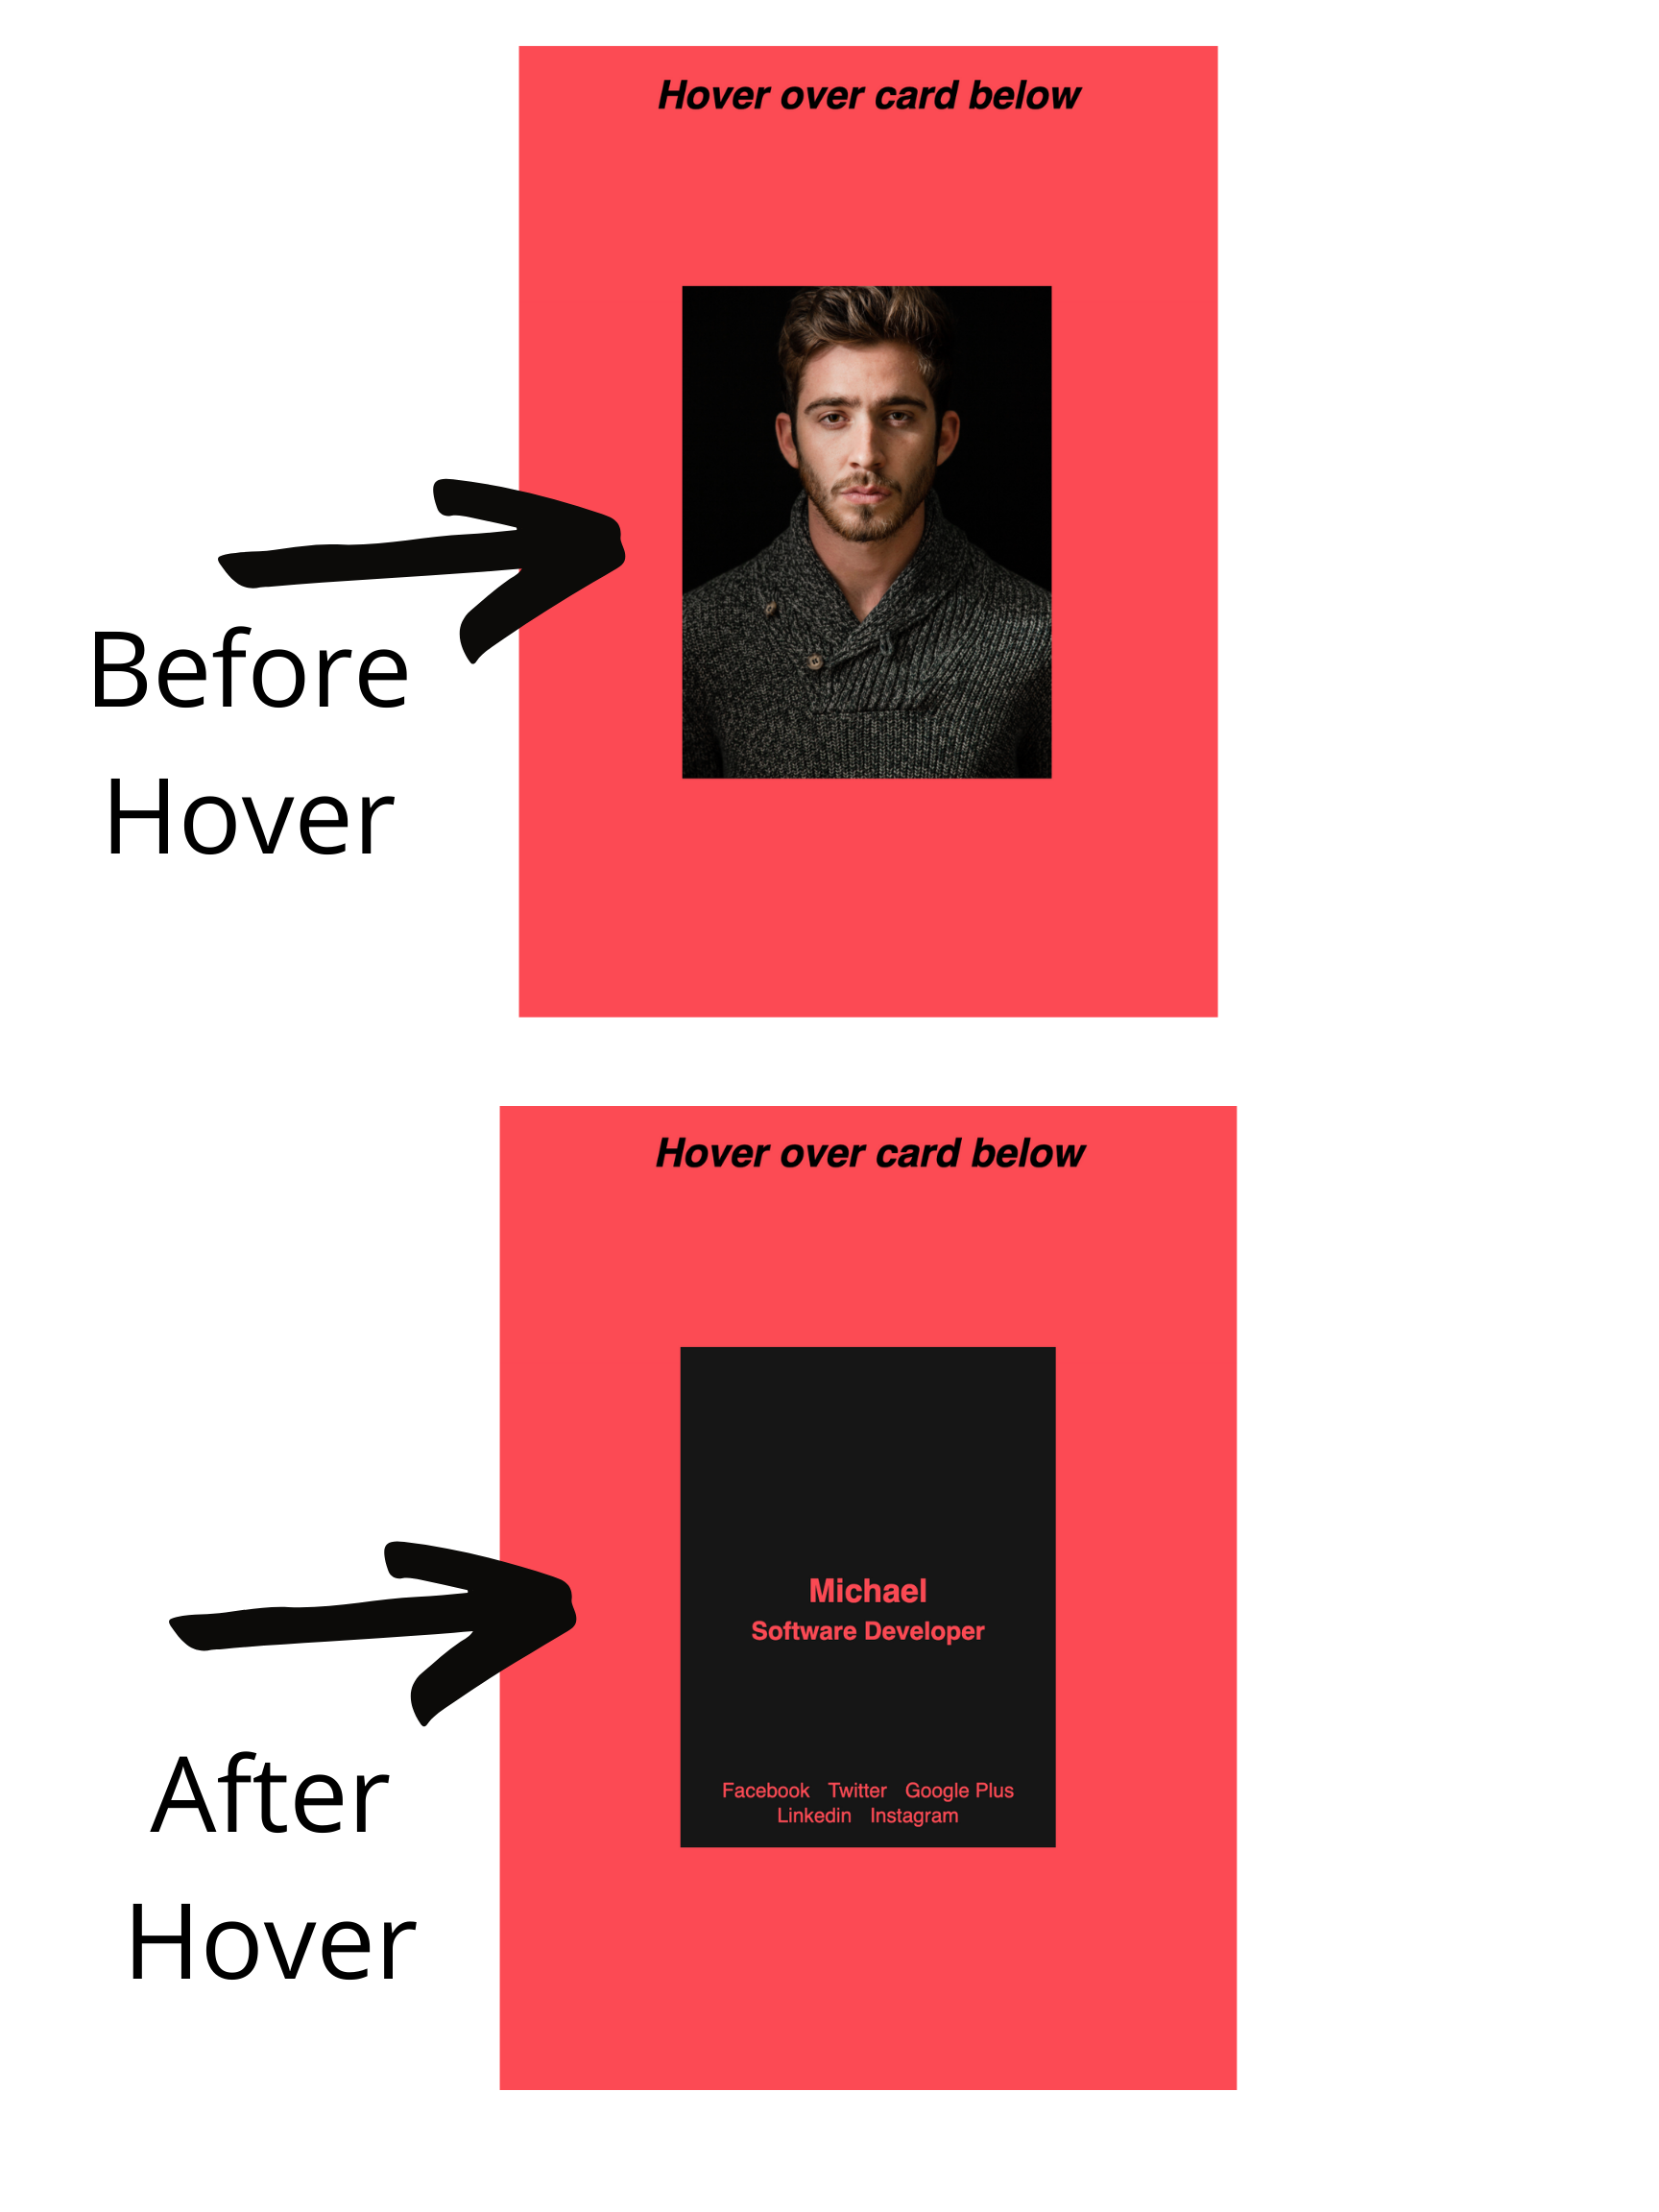 Hover over card below
Before
Hover
Hover over card below
Michael
Software Developer
Facebook Twitter Google Plus
Linkedin Instagram
After
Hover